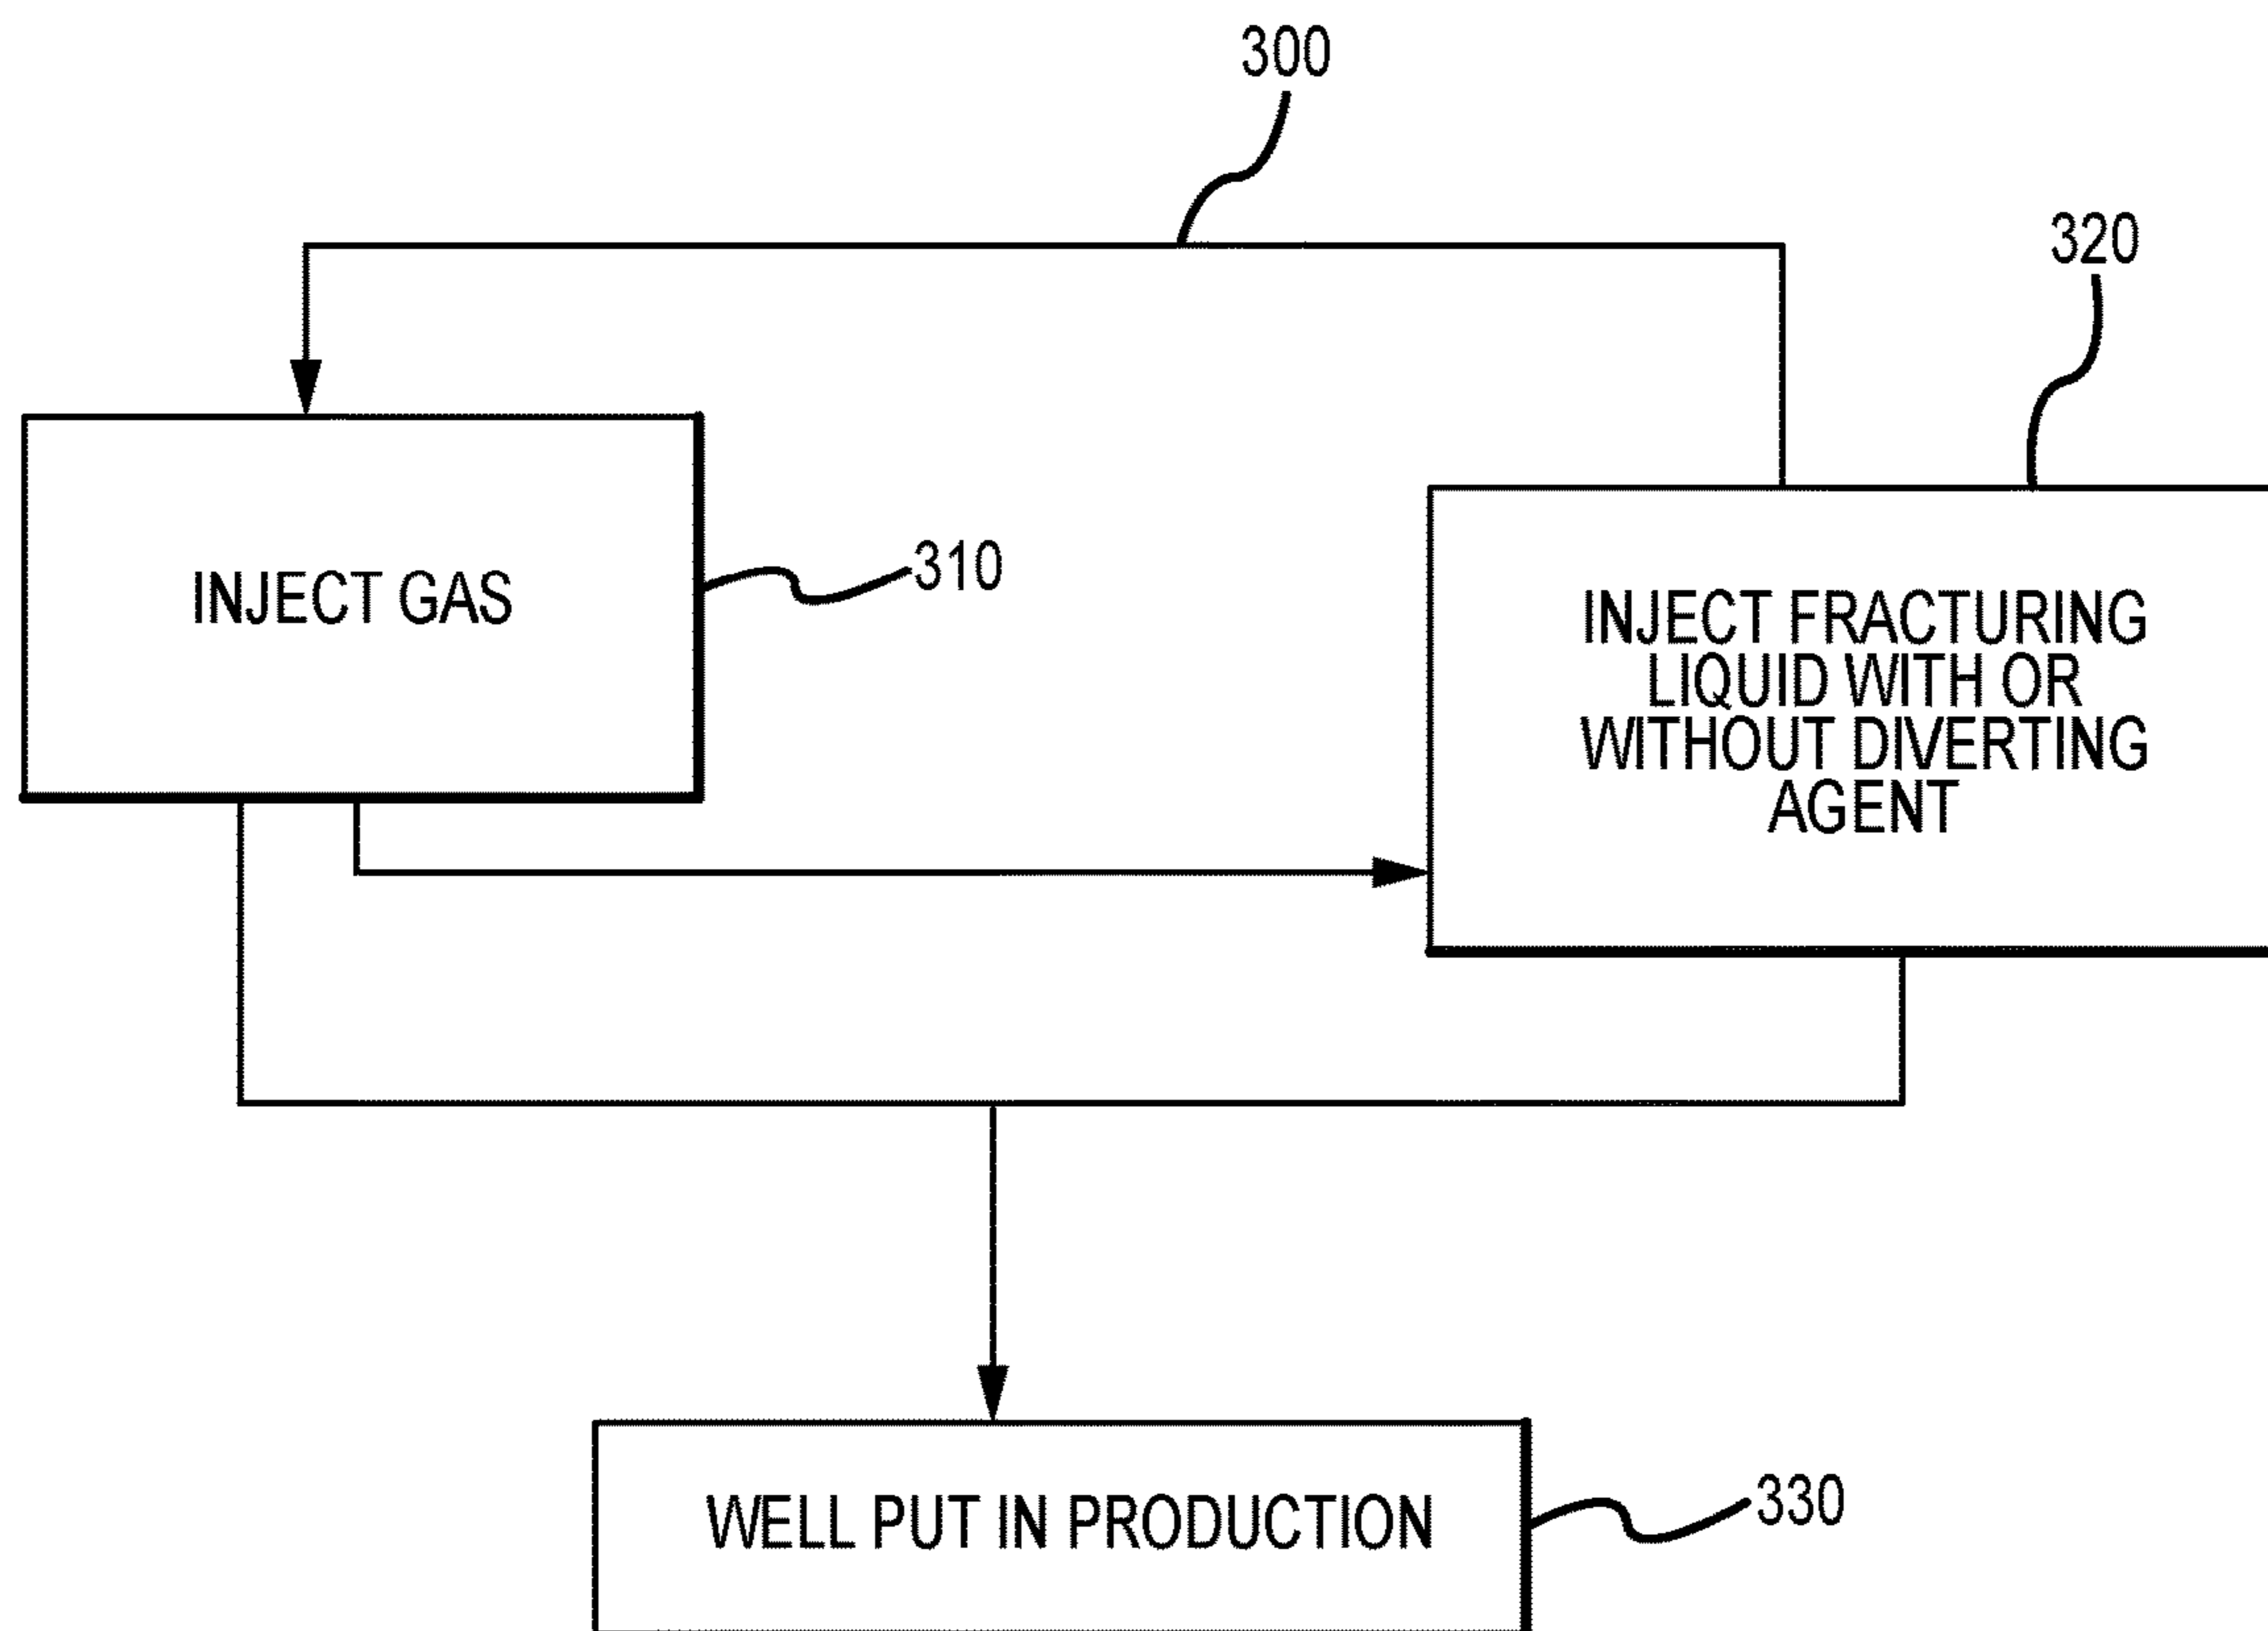 300
320
310
INJECT GAS
INJECT FRACTURING
LIQUID WITH OR
WITHOUT DIVERTING
AGENT
WELL PUT IN PRODUCTION
330